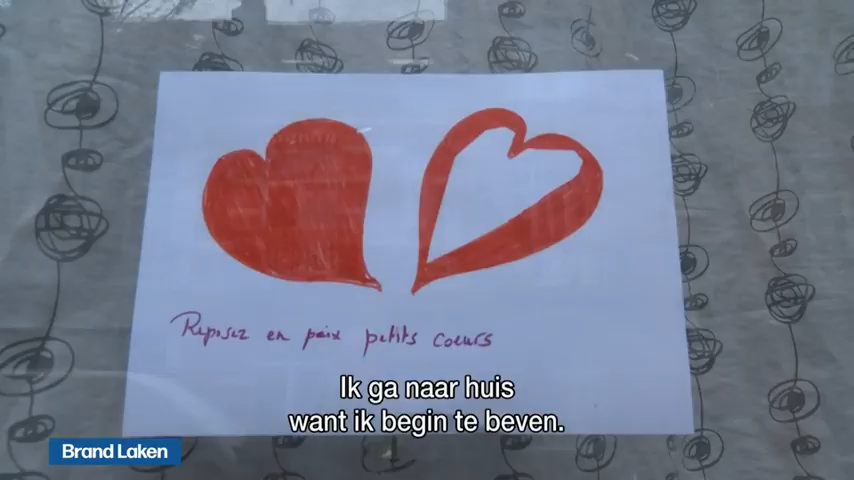 Reposez en paix petits coeurs
Ik ga naar huis
want ik begin te beven.
Brand Laken